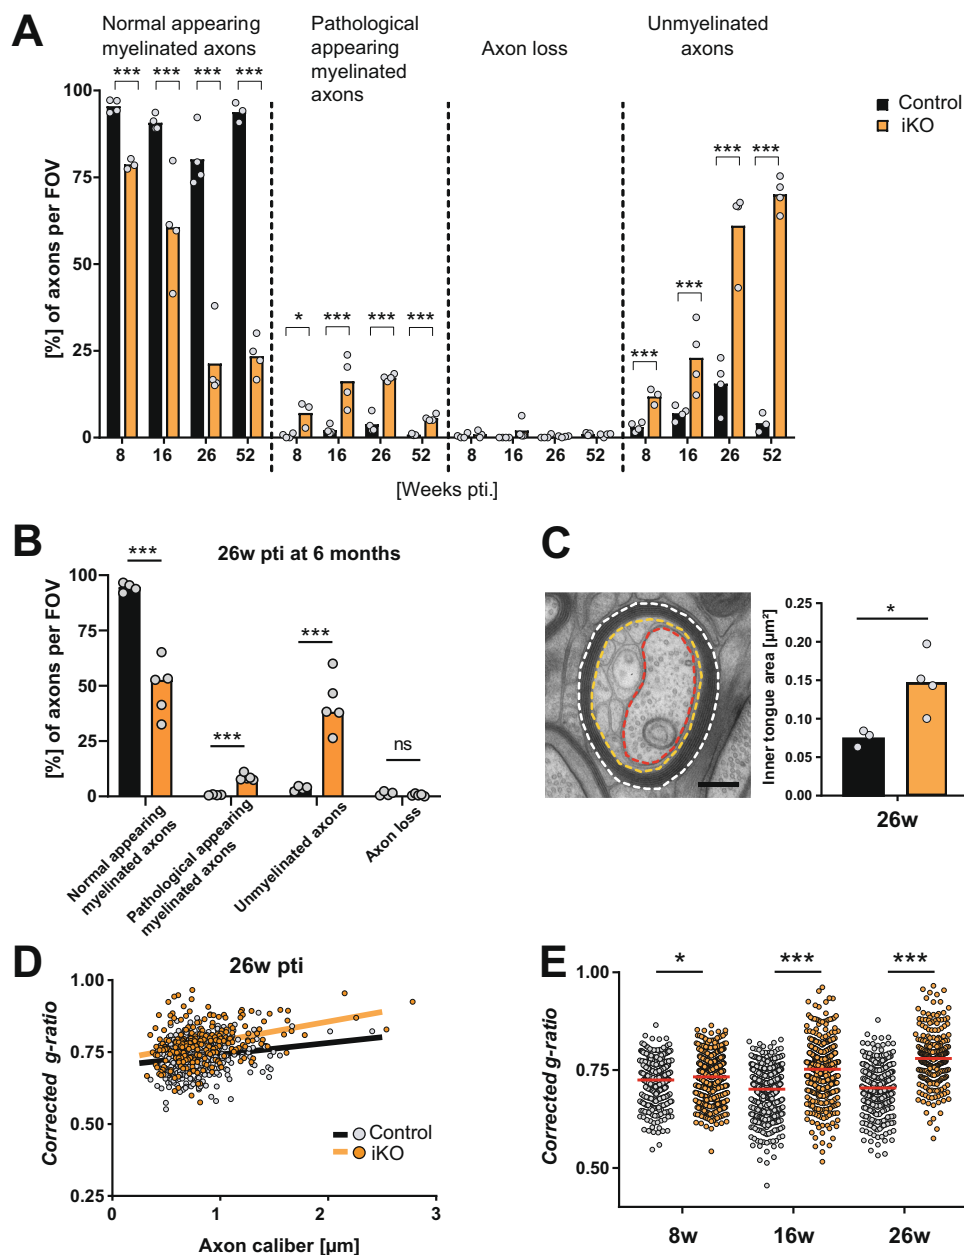 A
Normal appearing
myelinated axons
Pathological
appearing
myelinated
axons
Axon loss
Unmyelinated
axons
Control
iKO
*** *** *** ***
* *** *** ***
*** *** *** ***
[%] of axons per FOV
100
75
50
25
0
8 16 26 52 8 16 26 52 8 16 26 52 8 16 26 52
[Weeks pti.]
B
26w pti at 6 months
*** *** *** ns
[%] of axons per FOV
100
75
50
25
0
Normal appearing
myelinated axons
Pathological appearing
myelinated axons
Unmyelinated axons
Axon loss
C
Inner tongue area [µm²]
0.25
0.20
0.15
0.10
0.05
0.00
*
26w
D
26w pti
Corrected g-ratio
1.00
0.75
0.50
0.25
Control
iKO
0 1 2 3
Axon caliber [µm]
E
* *** ***
Corrected g-ratio
1.00
0.75
0.50
8w 16w 26w